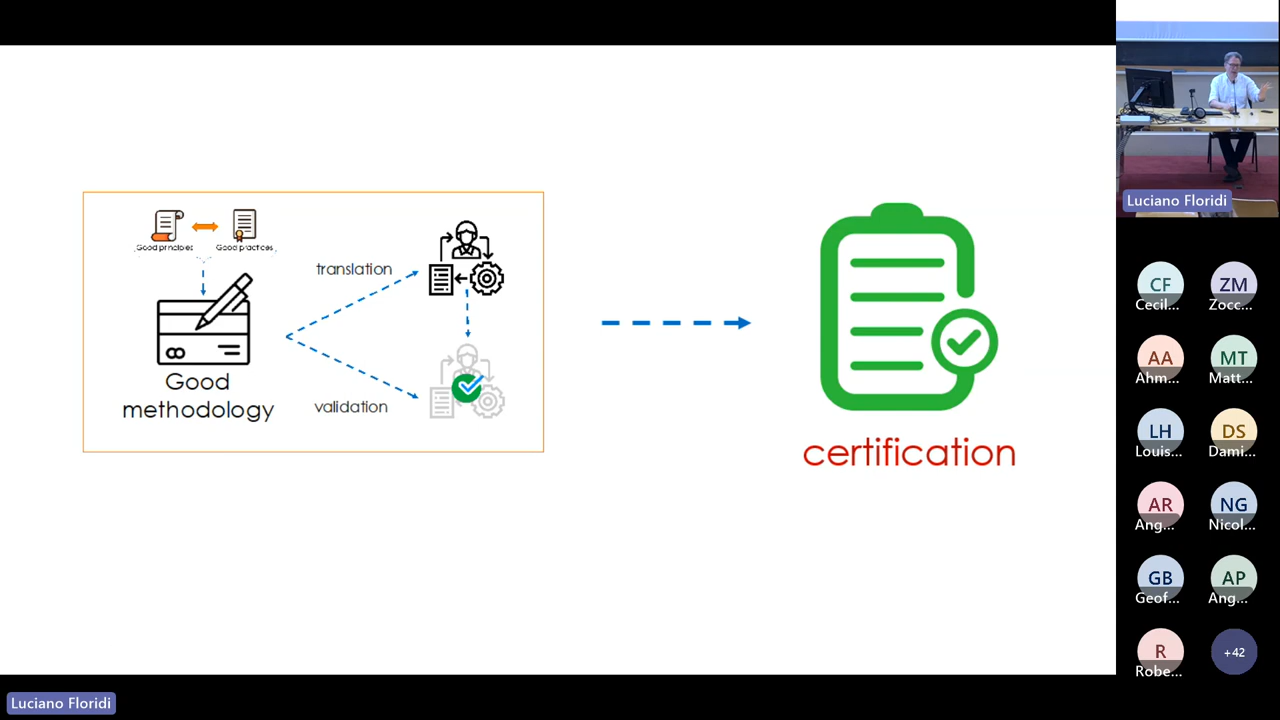 Good principles
Good practices
translation
Good
methodology
validation
certification
Luciano Floridi
CF
Cecil...
ZM
Zocc...
AA
Ahm...
MT
Matt...
LH
Louis...
DS
Dami...
AR
Ang...
NG
Nicol...
GB
Geof...
AP
Ang...
R
Robe...
+42
Luciano Floridi